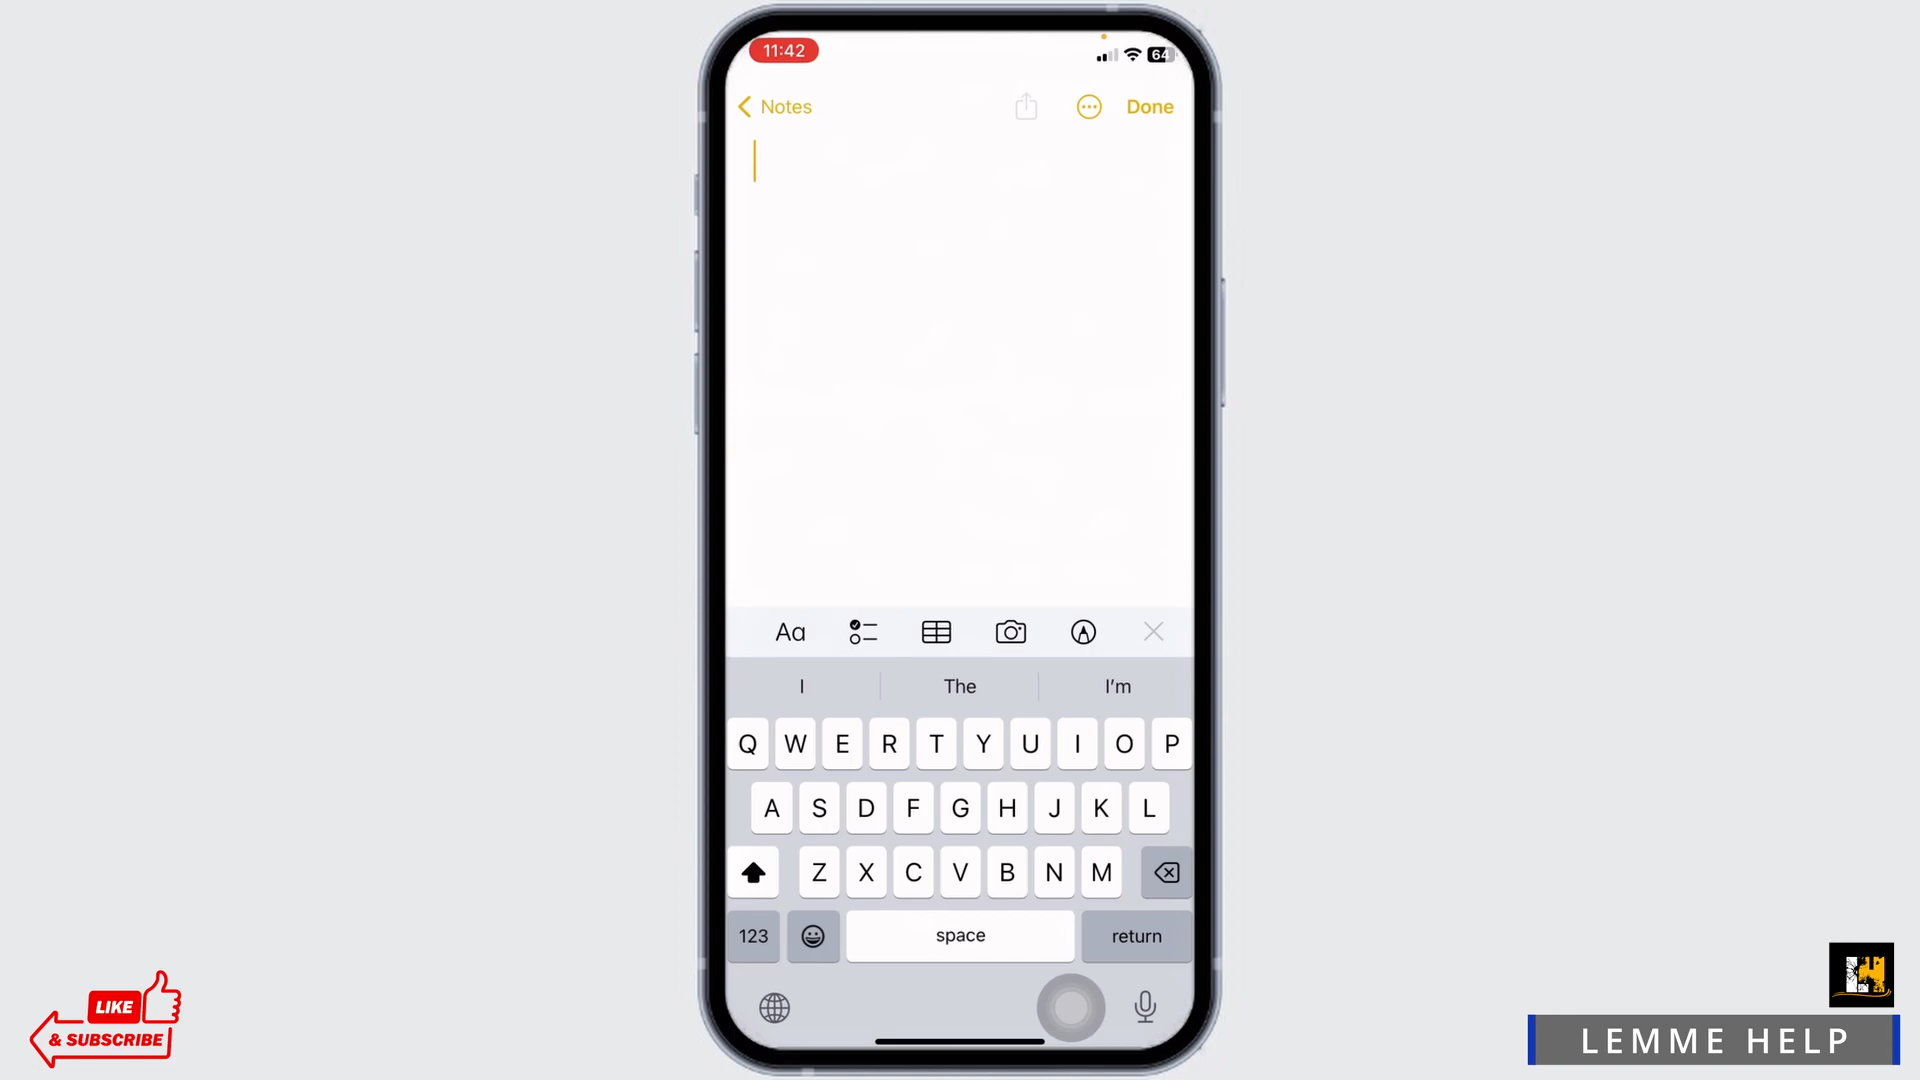 11:42
64
Notes
Done
Aa
I The I'm
Q W E R T Y U I O P
A S D F G H J K L
Z X C V B N M
123 space return
LIKE
& SUBSCRIBE
LEMME HELP